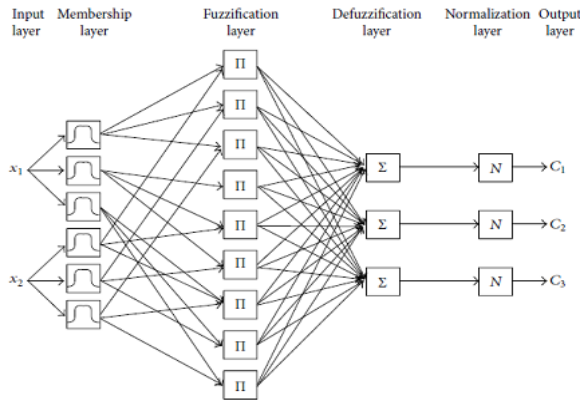 Input layer
Membership layer
Fuzzification layer
Defuzzification layer
Normalization layer
Output layer
x1
x2
Π
Π
Π
Π
Π
Π
Π
Π
Π
Σ
Σ
Σ
N
N
N
C1
C2
C3